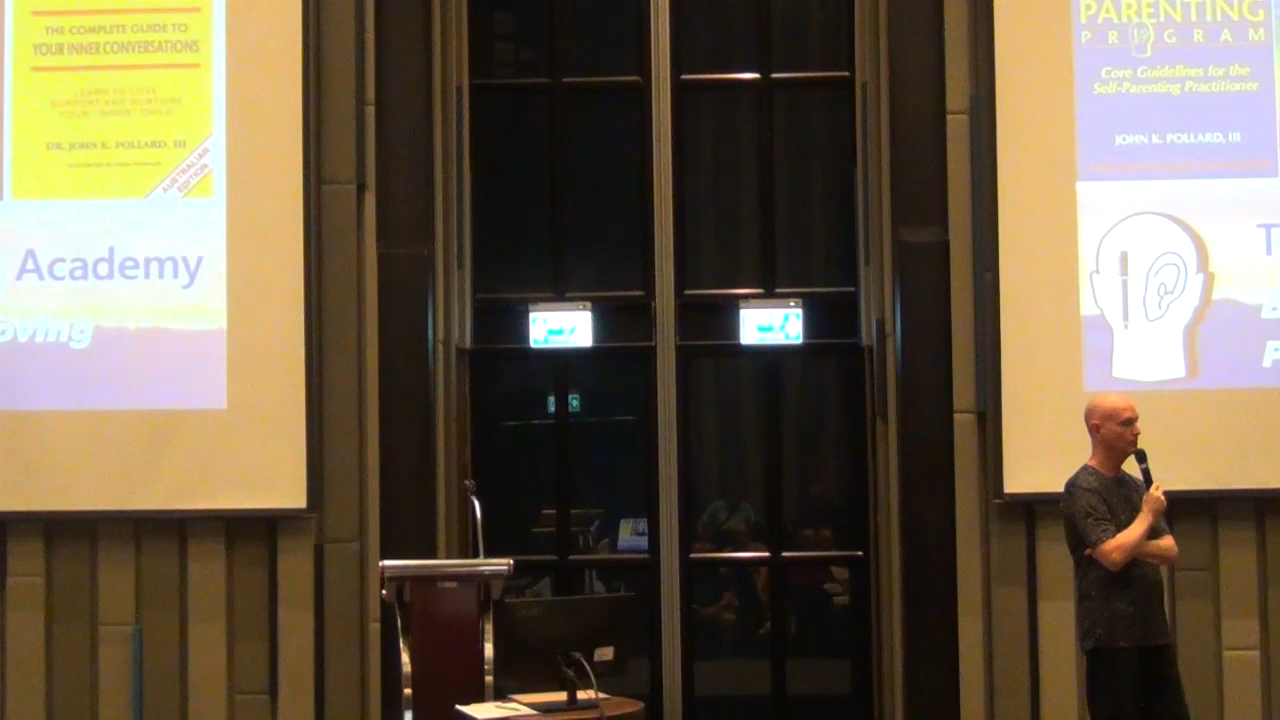 THE COMPLETE GUIDE TO
YOUR INNER CONVERSATIONS
LEARN TO LOVE,
SUPPORT AND NURTURE
YOUR "INNER" CHILD
DR. JOHN K. POLLARD, III
AUSTRALIAN
EDITION
Academy
oving
PARENTING
PROGRAM
Core Guidelines for the
Self-Parenting Practitioner
JOHN K. POLLARD, III
T